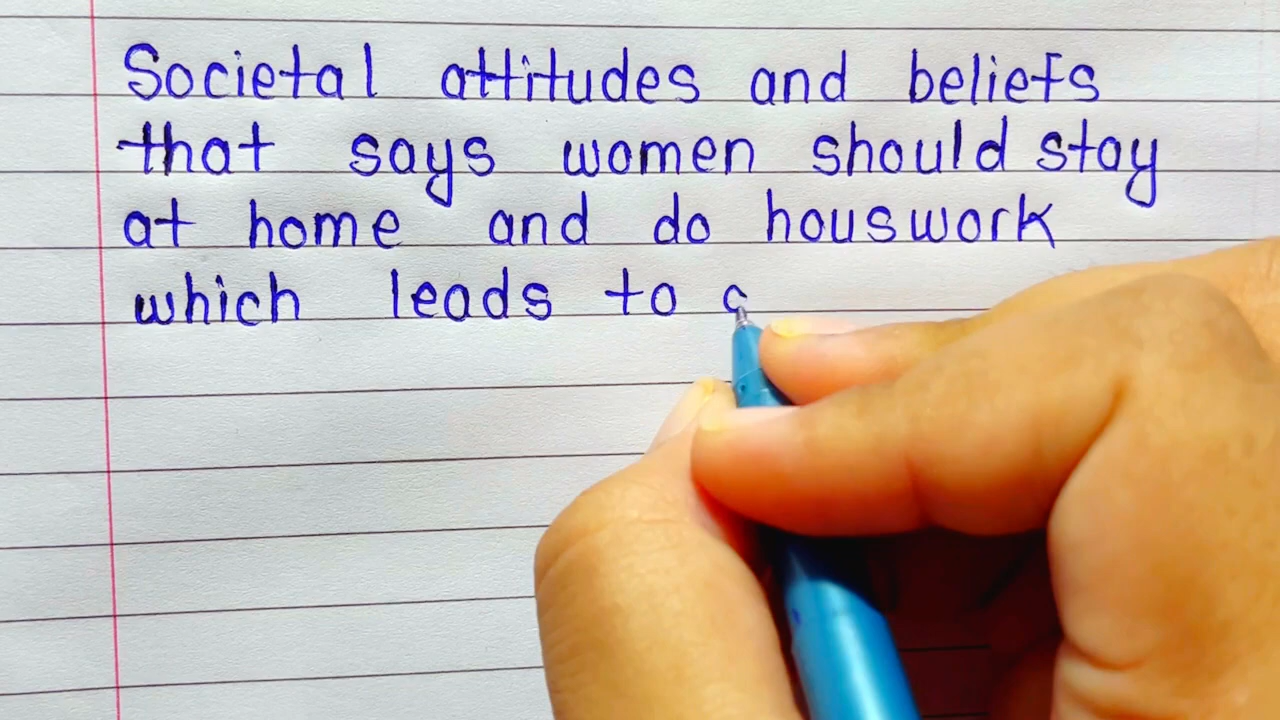 Societal attitudes and beliefs
that says women should stay
at home and do houswork
which leads to a